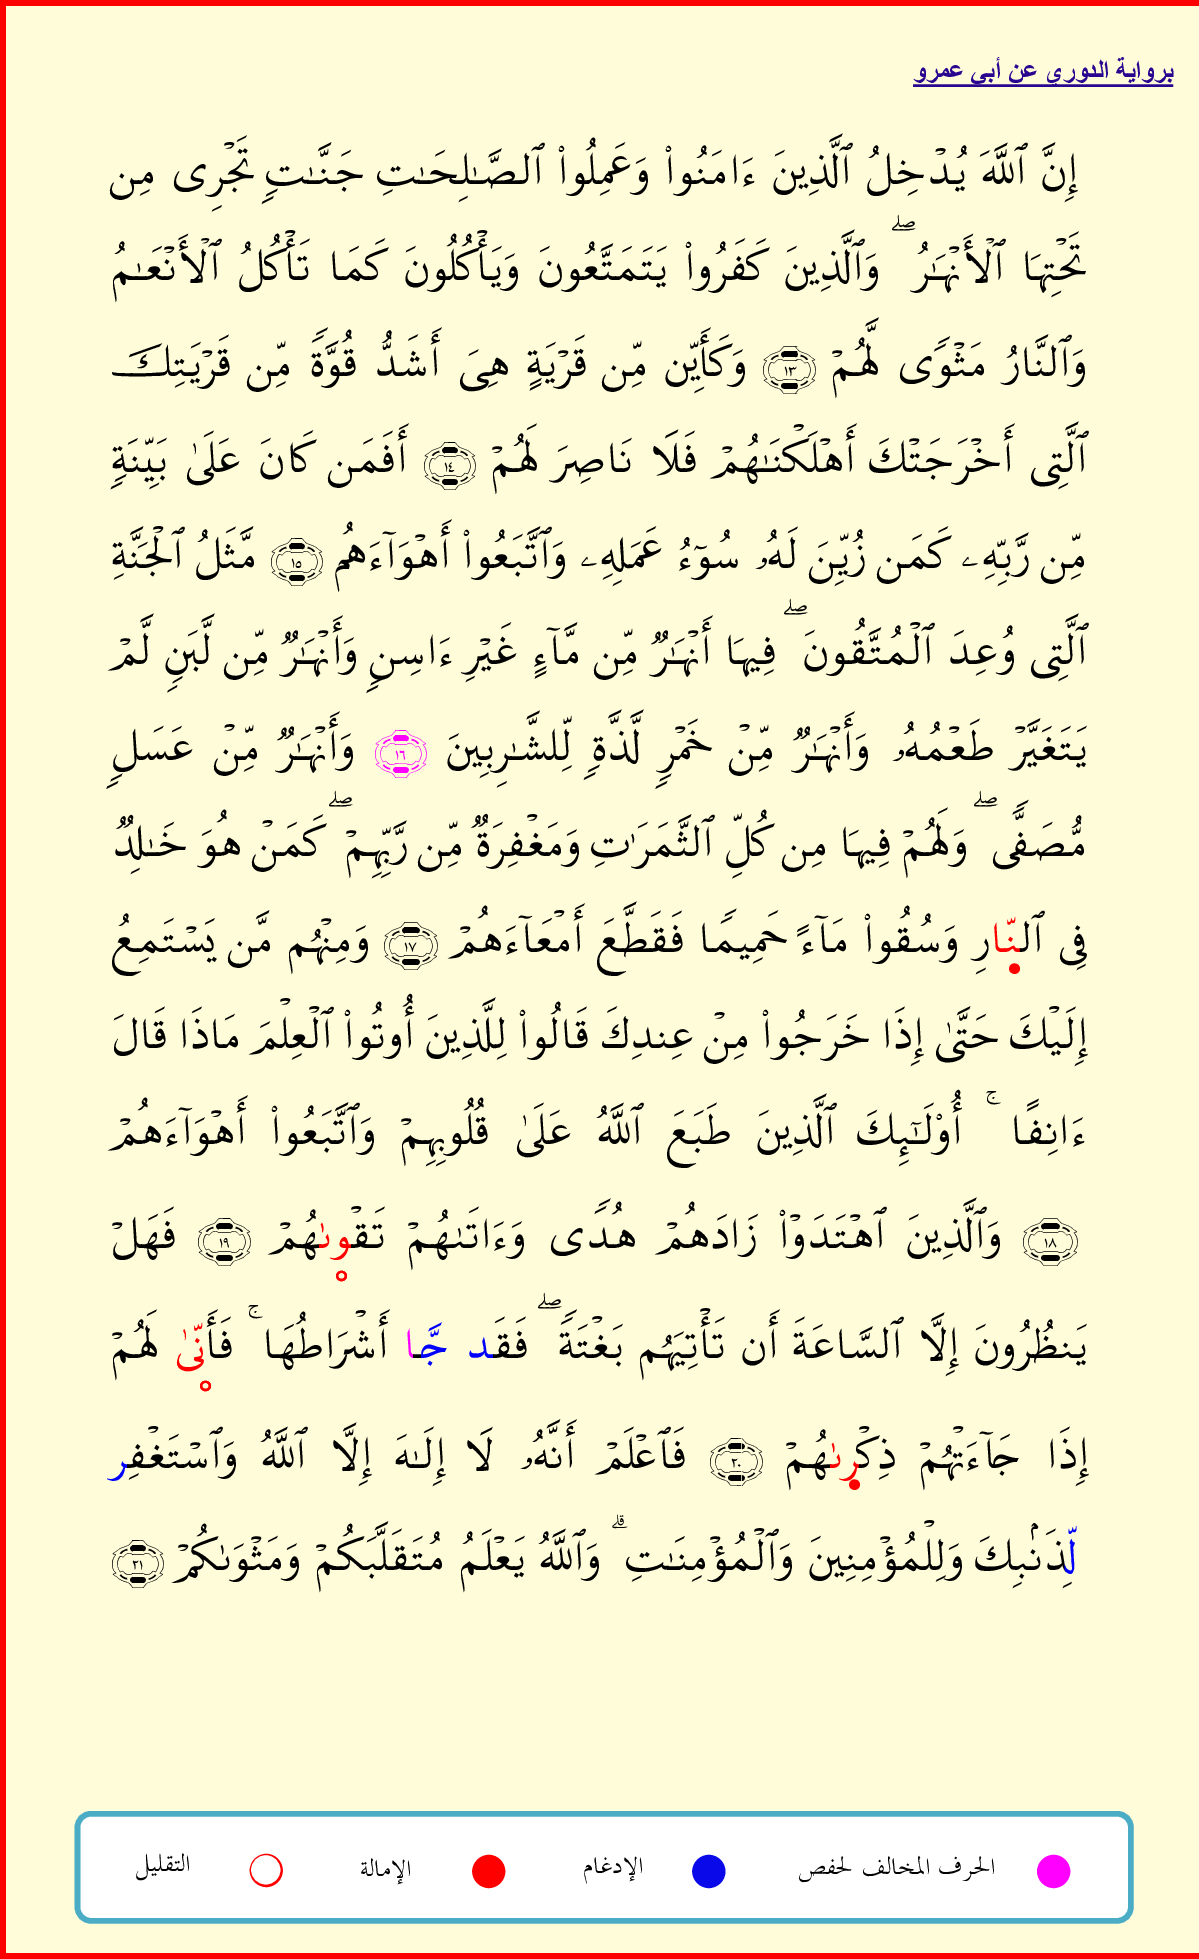 برواية الدوري عن أبي عمرو
إِنَّ ٱللَّهَ يُدۡخِلُ ٱلَّذِينَ ءَامَنُواْ وَعَمِلُواْ ٱلصَّٰلِحَٰتِ جَنَّٰتٖ تَجۡرِي مِن
تَحۡتِهَا ٱلۡأَنۡهَٰرُۖ وَٱلَّذِينَ كَفَرُواْ يَتَمَتَّعُونَ وَيَأۡكُلُونَ كَمَا تَأۡكُلُ ٱلۡأَنۡعَٰمُ
وَٱلنَّارُ مَثۡوٗى لَّهُمۡ ١٣ وَكَأَيِّن مِّن قَرۡيَةٍ هِيَ أَشَدُّ قُوَّةٗ مِّن قَرۡيَتِكَ
ٱلَّتِي أَخۡرَجَتۡكَ أَهۡلَكۡنَٰهُمۡ فَلَا نَاصِرَ لَهُمۡ ١٤ أَفَمَن كَانَ عَلَىٰ بَيِّنَةٖ
مِّن رَّبِّهِۦ كَمَن زُيِّنَ لَهُۥ سُوٓءُ عَمَلِهِۦ وَٱتَّبَعُواْ أَهۡوَآءَهُم ١٥ مَّثَلُ ٱلۡجَنَّةِ
ٱلَّتِي وُعِدَ ٱلۡمُتَّقُونَۖ فِيهَا أَنۡهَٰرٞ مِّن مَّآءٍ غَيۡرِ ءَاسِنٖ وَأَنۡهَٰرٞ مِّن لَّبَنٖ لَّمۡ
يَتَغَيَّرۡ طَعۡمُهُۥ وَأَنۡهَٰرٞ مِّنۡ خَمۡرٖ لَّذَّةٖ لِّلشَّٰرِبِينَ ١٦ وَأَنۡهَٰرٞ مِّنۡ عَسَلٖ
مُّصَفّٗىۖ وَلَهُمۡ فِيهَا مِن كُلِّ ٱلثَّمَرَٰتِ وَمَغۡفِرَةٞ مِّن رَّبِّهِمۡۖ كَمَنۡ هُوَ خَٰلِدٞ
فِي ٱلنّارِ وَسُقُواْ مَآءً حَمِيمٗا فَقَطَّعَ أَمۡعَآءَهُمۡ ١٧ وَمِنۡهُم مَّن يَسۡتَمِعُ
إِلَيۡكَ حَتَّىٰ إِذَا خَرَجُواْ مِنۡ عِندِكَ قَالُواْ لِلَّذِينَ أُوتُواْ ٱلۡعِلۡمَ مَاذَا قَالَ
ءَانِفًاۚ أُوْلَٰٓئِكَ ٱلَّذِينَ طَبَعَ ٱللَّهُ عَلَىٰ قُلُوبِهِمۡ وَٱتَّبَعُواْ أَهۡوَآءَهُمۡ
١٨ وَٱلَّذِينَ ٱهۡتَدَوۡاْ زَادَهُمۡ هُدٗى وَءَاتَىٰهُمۡ تَقۡوىٰهُمۡ ١٩ فَهَلۡ
يَنظُرُونَ إِلَّا ٱلسَّاعَةَ أَن تَأۡتِيَهُم بَغۡتَةٗۖ فَقَد جَّا أَشۡرَاطُهَاۚ فَأَنّىٰ لَهُمۡ
إِذَا جَآءَتۡهُمۡ ذِكۡرىٰهُمۡ ٢٠ فَٱعۡلَمۡ أَنَّهُۥ لَا إِلَٰهَ إِلَّا ٱللَّهُ وَٱسۡتَغۡفِر
لِّذَنۢبِكَ وَلِلۡمُؤۡمِنِينَ وَٱلۡمُؤۡمِنَٰتِۗ وَٱللَّهُ يَعۡلَمُ مُتَقَلَّبَكُمۡ وَمَثۡوَىٰكُمۡ ٢١
الحرف المخالف لحفص الإدغام الإمالة التقليل